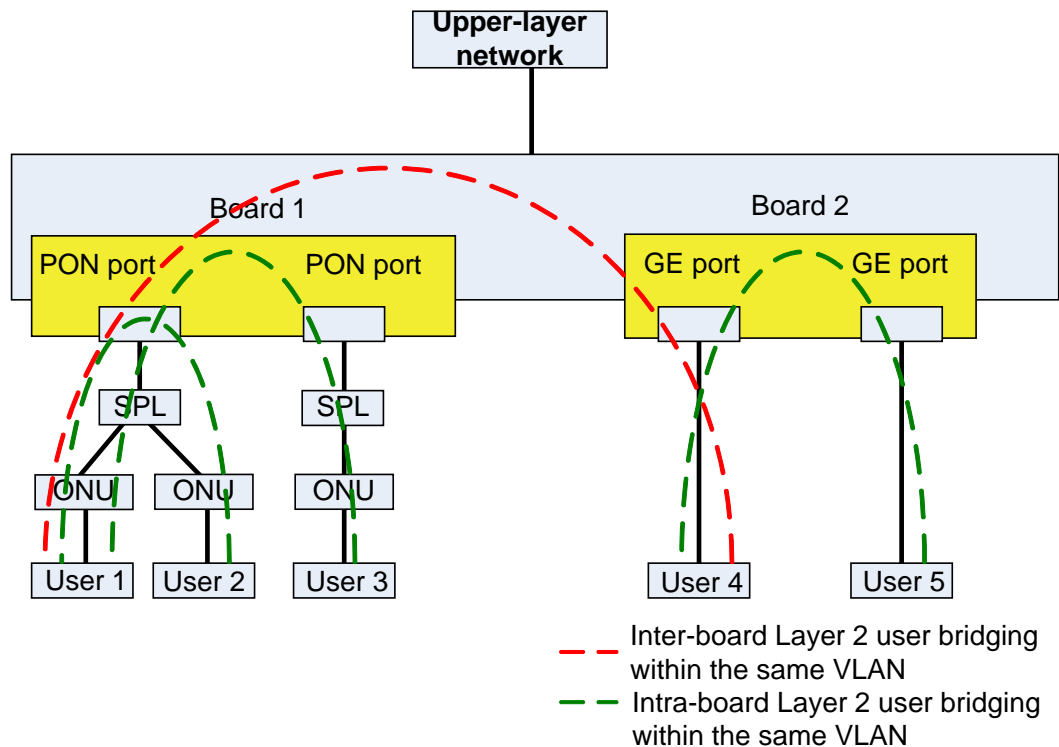 Upper-layer
network
Board 1
Board 2
PON port
PON port
GE port
GE port
SPL
SPL
ONU
ONU
ONU
User 1
User 2
User 3
User 4
User 5
Inter-board Layer 2 user bridging
within the same VLAN
Intra-board Layer 2 user bridging
within the same VLAN